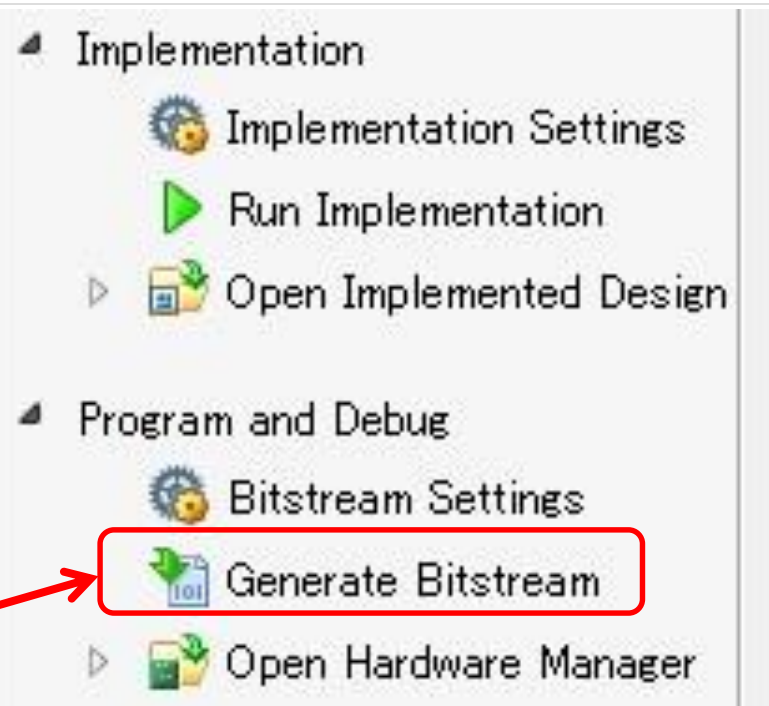 Implementation
Implementation Settings
Run Implementation
Open Implemented Design
Program and Debug
Bitstream Settings
Generate Bitstream
Open Hardware Manager